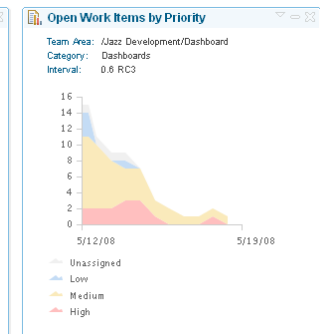 Open Work Items by Priority
Team Area: /Jazz Development/Dashboard
Category: Dashboards
Interval: 0.6 RC3
16
14
12
10
8
6
4
2
0
5/12/08 5/19/08
Unassigned
Low
Medium
High